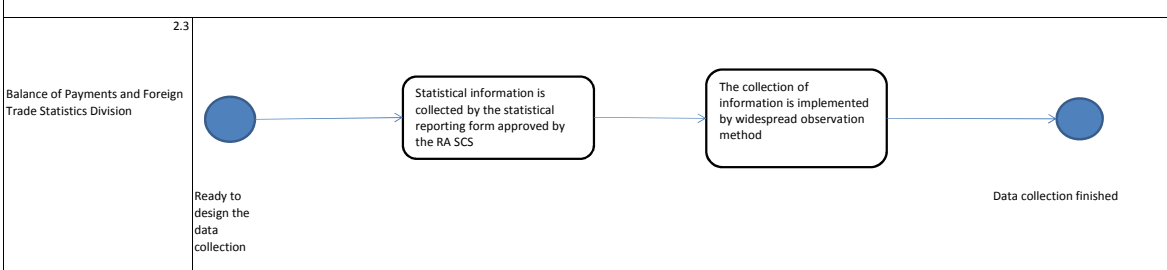 2.3
Balance of Payments and Foreign
Trade Statistics Division
Statistical information is
collected by the statistical
reporting form approved by
the RA SCS
The collection of
information is implemented
by widespread observation
method
Ready to
design the
data
collection
Data collection finished